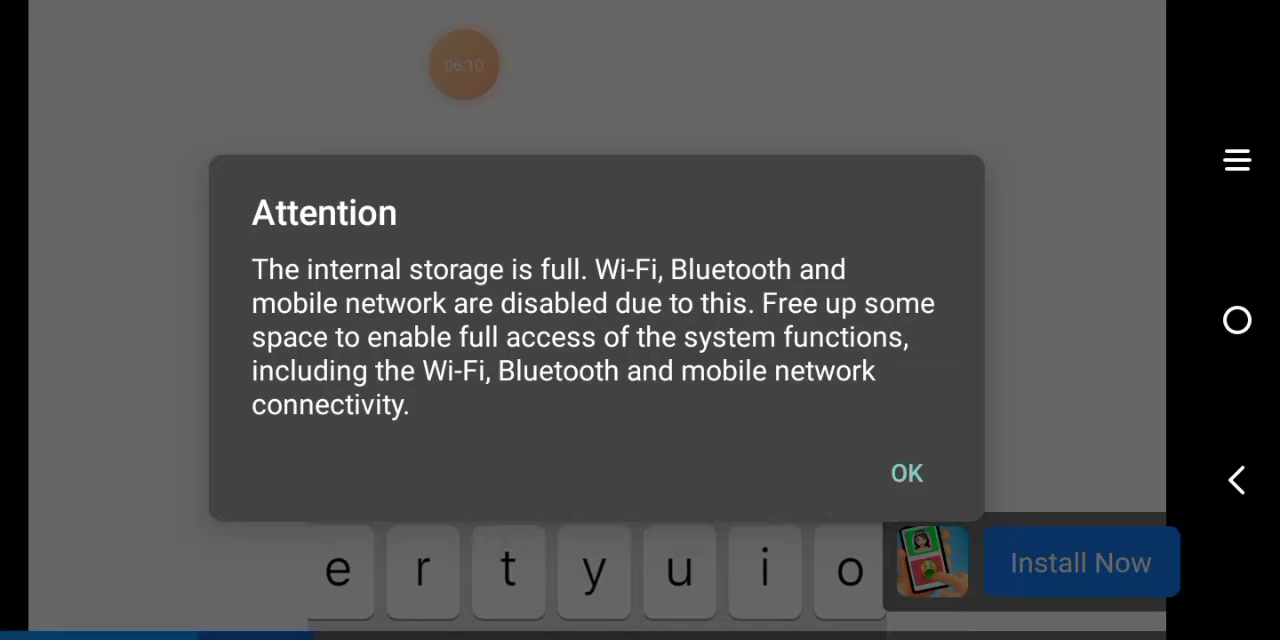 06:10
Attention
The internal storage is full. Wi-Fi, Bluetooth and
mobile network are disabled due to this. Free up some
space to enable full access of the system functions,
including the Wi-Fi, Bluetooth and mobile network
connectivity.
OK
e r t y u i o
Install Now